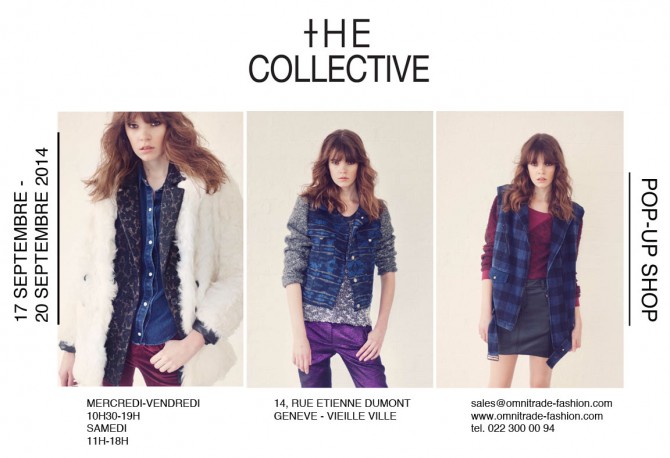 tHE
COLLECTIVE
17 SEPTEMBRE -
20 SEPTEMBRE 2014
POP-UP SHOP
MERCREDI-VENDREDI
10H30-19H
SAMEDI
11H-18H
14, RUE ETIENNE DUMONT
GENEVE - VIEILLE VILLE
sales@omnitrade-fashion.com
www.omnitrade-fashion.com
tel. 022 300 00 94